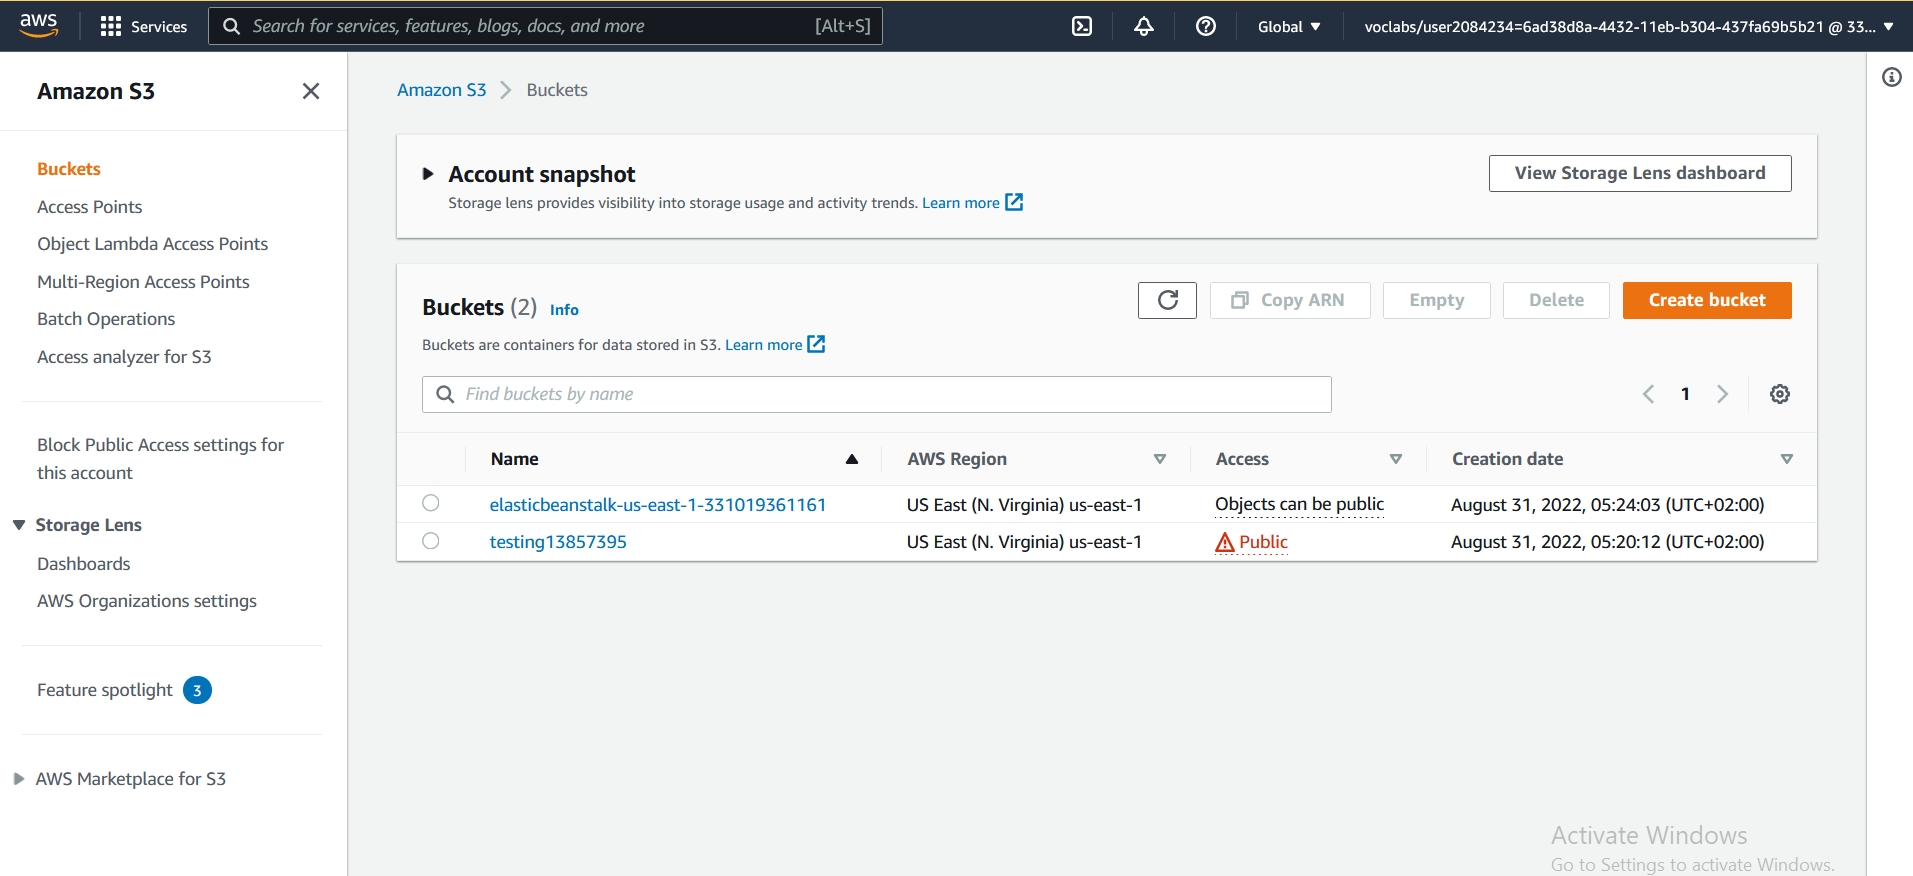 aws
Services
Search for services, features, blogs, docs, and more
[Alt+S]
Global
voclabs/user2084234=6ad38d8a-4432-11eb-b304-437fa69b5b21 @ 33...
Amazon S3
Buckets
Access Points
Object Lambda Access Points
Multi-Region Access Points
Batch Operations
Access analyzer for S3
Block Public Access settings for
this account
Storage Lens
Dashboards
AWS Organizations settings
Feature spotlight 3
AWS Marketplace for S3
Amazon S3 Buckets
Account snapshot
Storage lens provides visibility into storage usage and activity trends. Learn more
View Storage Lens dashboard
Buckets (2) Info
Buckets are containers for data stored in S3. Learn more
Copy ARN
Empty
Delete
Create bucket
Find buckets by name
1
Name AWS Region Access Creation date
elasticbeanstalk-us-east-1-331019361161 US East (N. Virginia) us-east-1 Objects can be public August 31, 2022, 05:24:03 (UTC+02:00)
testing13857395 US East (N. Virginia) us-east-1 Public August 31, 2022, 05:20:12 (UTC+02:00)
Activate Windows
Go to Settings to activate Windows.